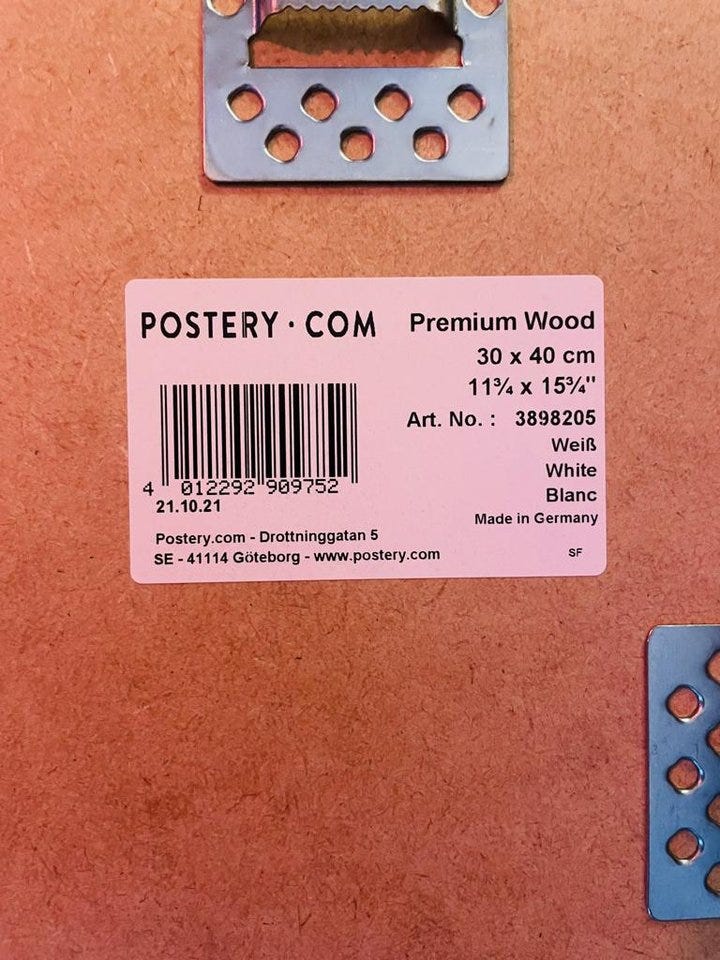 POSTERY · COM
Premium Wood
30 x 40 cm
11¾ x 15¾"
Art. No. : 3898205
Weiß
White
Blanc
Made in Germany
4 012292 909752
21.10.21
Postery.com - Drottninggatan 5
SE - 41114 Göteborg - www.postery.com
SF